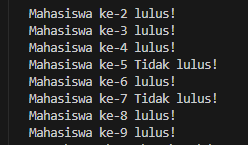 Mahasiswa ke-2 lulus!
Mahasiswa ke-3 lulus!
Mahasiswa ke-4 lulus!
Mahasiswa ke-5 Tidak lulus!
Mahasiswa ke-6 lulus!
Mahasiswa ke-7 Tidak lulus!
Mahasiswa ke-8 lulus!
Mahasiswa ke-9 lulus!